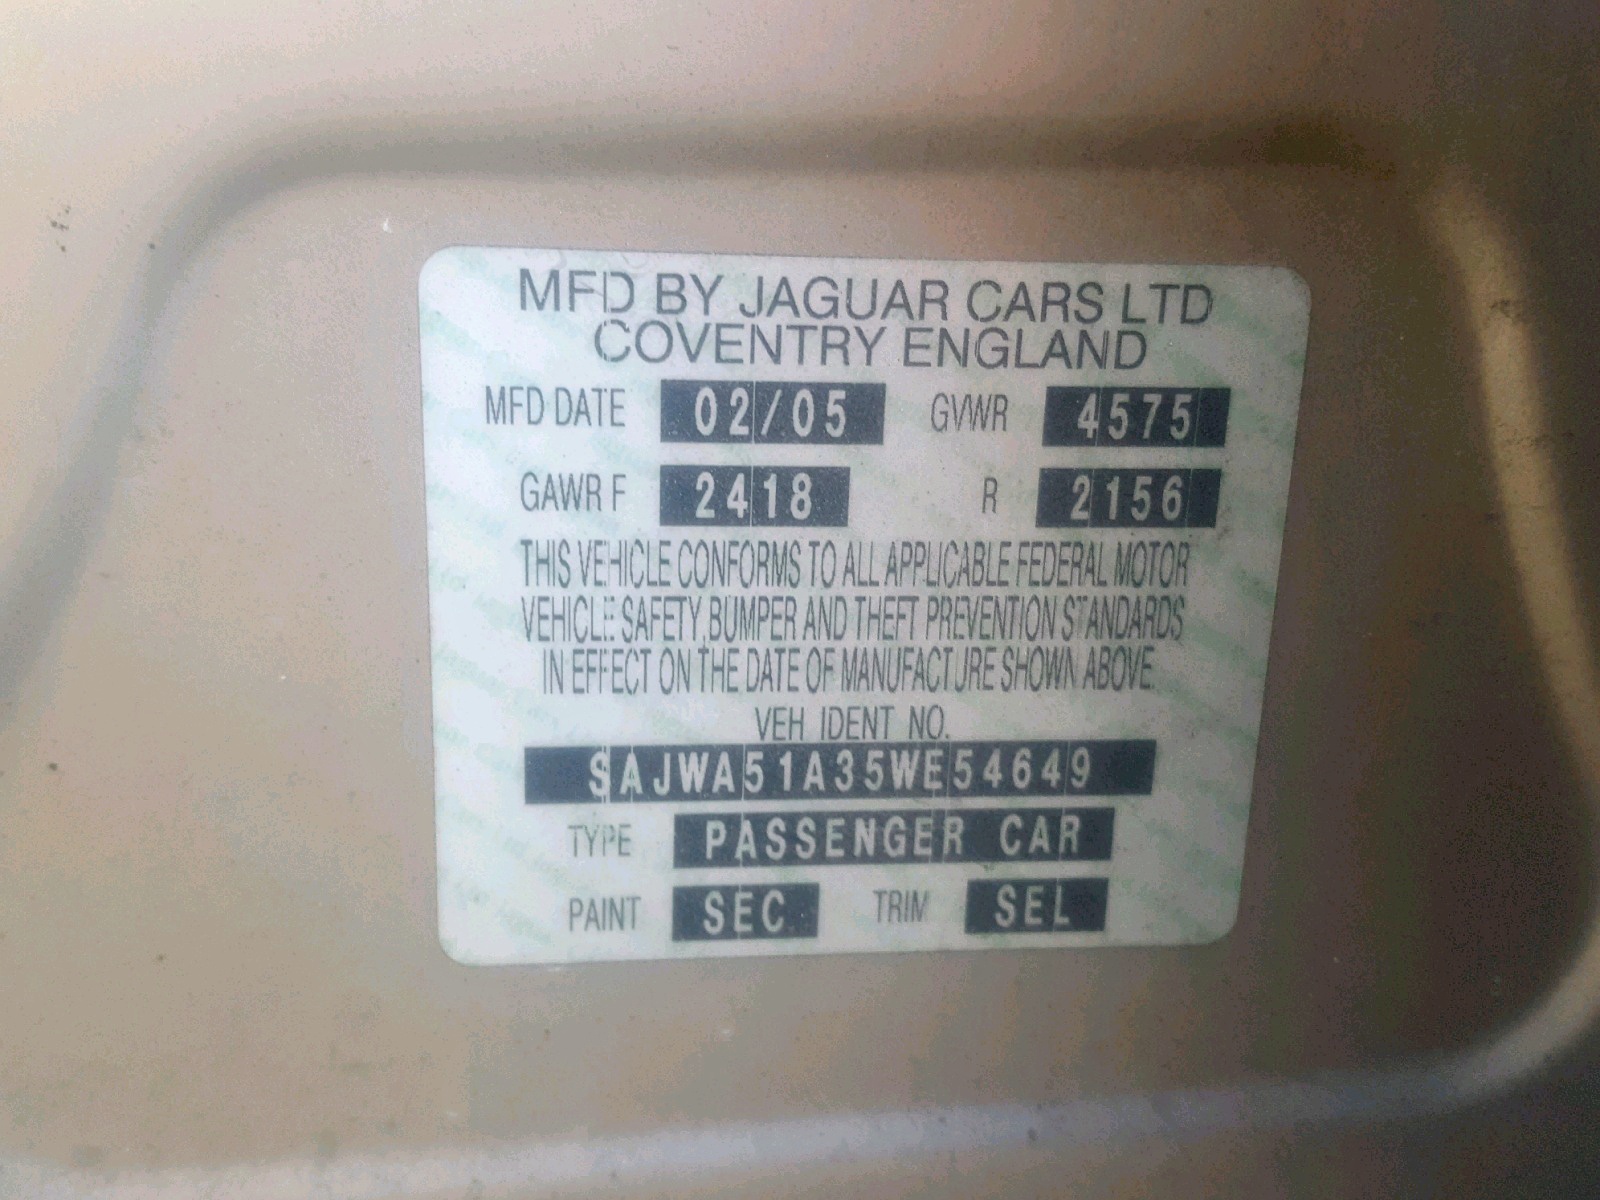 MFD BY JAGUAR CARS LTD
COVENTRY ENGLAND
MFD DATE 02/05 GVWR 4575
GAWR F 2418 R 2156
THIS VEHICLE CONFORMS TO ALL APPLICABLE FEDERAL MOTOR
VEHICLE SAFETY, BUMPER AND THEFT PREVENTION STANDARDS
IN EFFECT ON THE DATE OF MANUFACTURE SHOWN ABOVE.
VEH IDENT NO.
SAJWA51A35WE54649
TYPE PASSENGER CAR
PAINT SEC TRIM SEL